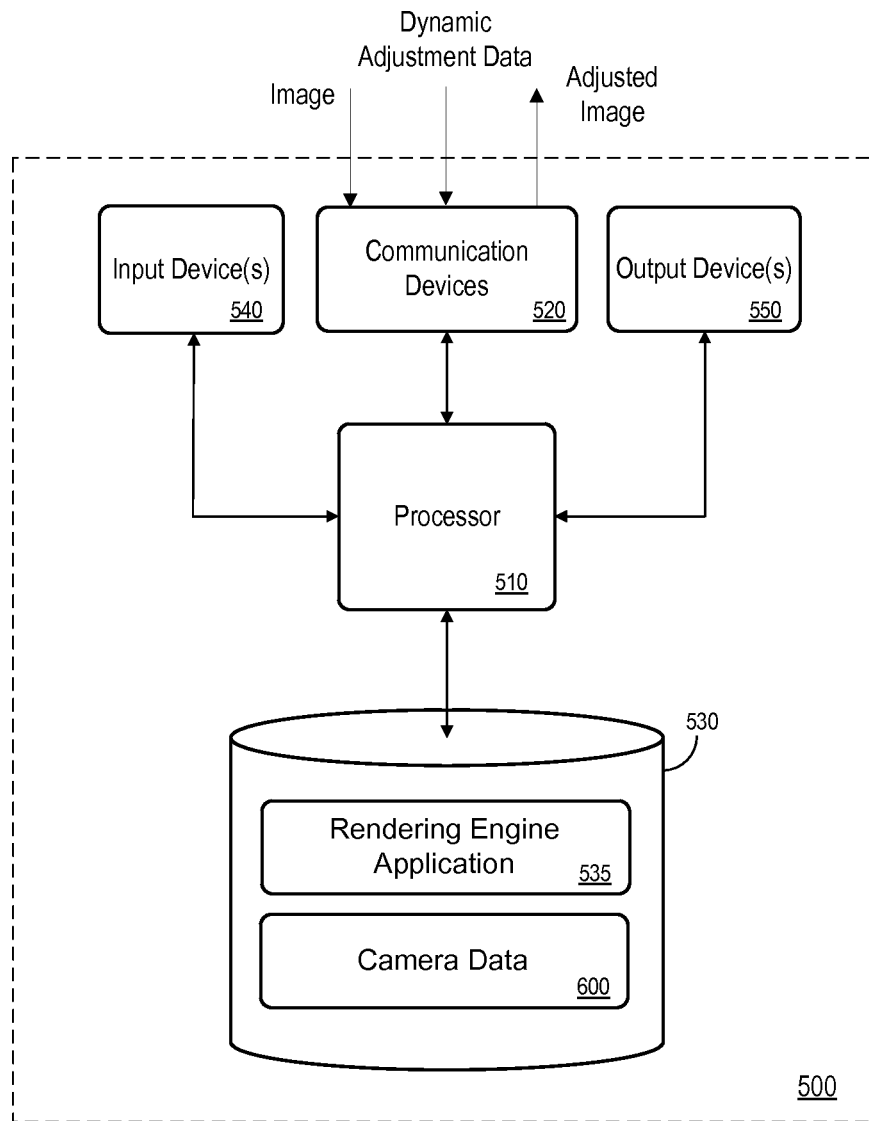 Dynamic
Adjustment Data
Image
Adjusted
Image
Input Device(s)
540
Communication
Devices
520
Output Device(s)
550
Processor
510
530
Rendering Engine
Application
535
Camera Data
600
500